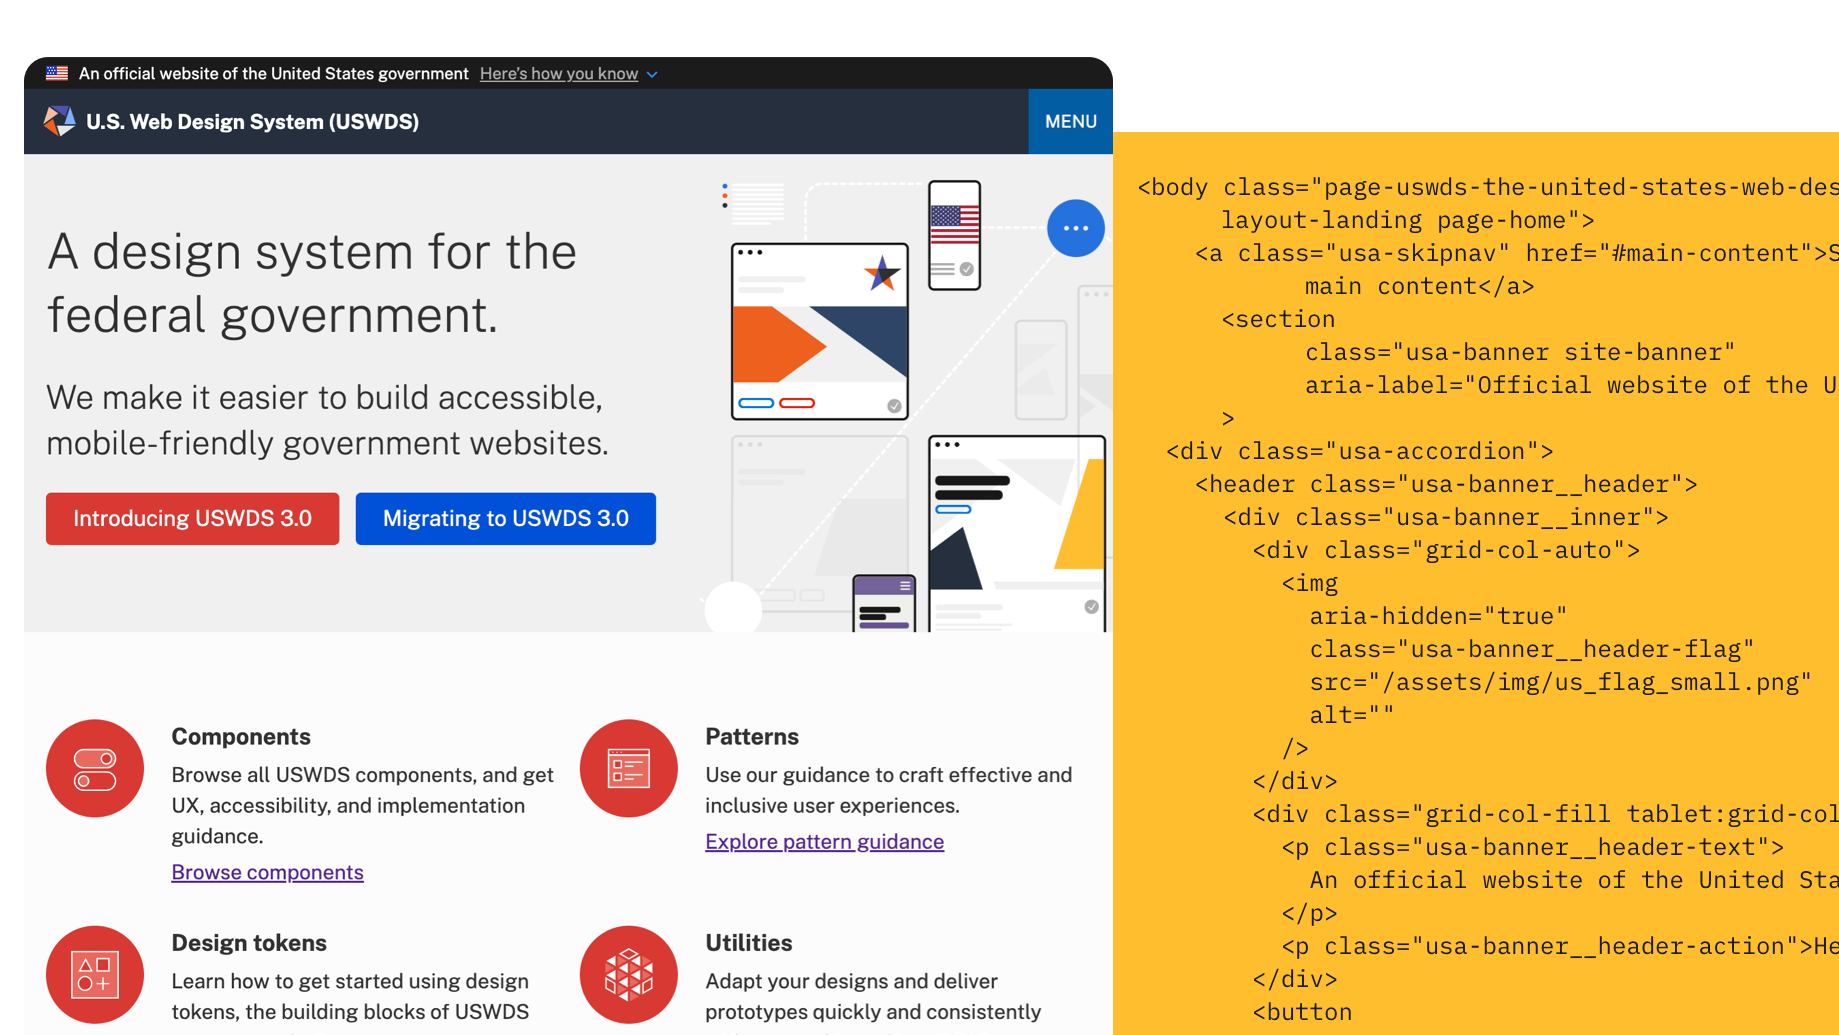 An official website of the United States government Here's how you know
U.S. Web Design System (USWDS)
MENU
A design system for the
federal government.
We make it easier to build accessible,
mobile-friendly government websites.
Introducing USWDS 3.0
Migrating to USWDS 3.0
Components
Browse all USWDS components, and get
UX, accessibility, and implementation
guidance.
Browse components
Patterns
Use our guidance to craft effective and
inclusive user experiences.
Explore pattern guidance
Design tokens
Learn how to get started using design
tokens, the building blocks of USWDS
Utilities
Adapt your designs and deliver
prototypes quickly and consistently
<body class="page-uswds-the-united-states-web-des
layout-landing page-home">
<a class="usa-skipnav" href="#main-content">S
main content</a>
<section
class="usa-banner site-banner"
aria-label="Official website of the U
>
<div class="usa-accordion">
<header class="usa-banner__header">
<div class="usa-banner__inner">
<div class="grid-col-auto">
<img
aria-hidden="true"
class="usa-banner__header-flag"
src="/assets/img/us_flag_small.png"
alt=""
/>
</div>
<div class="grid-col-fill tablet:grid-col
<p class="usa-banner__header-text">
An official website of the United Sta
</p>
<p class="usa-banner__header-action">He
</div>
<button